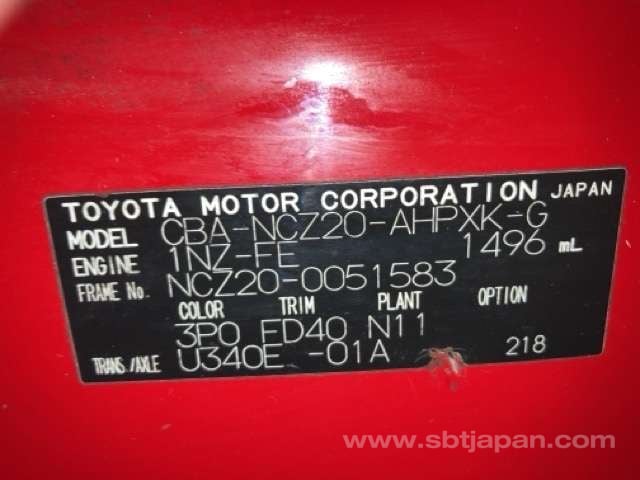 TOYOTA MOTOR CORPORATION JAPAN
MODEL CBA-NCZ20-AHPXK-G
ENGINE 1NZ-FE 1496 mL
FRAME No. NCZ20-0051583
COLOR TRIM PLANT OPTION
3P0 ED40 N11
TRANS./AXLE U340E -01A 218
www.sbtjapan.com